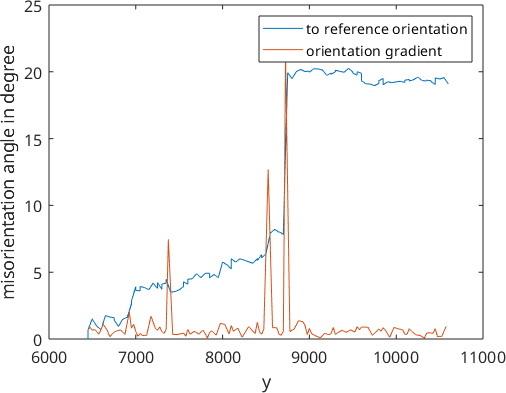 25
20
15
10
5
0
misorientation angle in degree
to reference orientation
orientation gradient
6000 7000 8000 9000 10000 11000
y